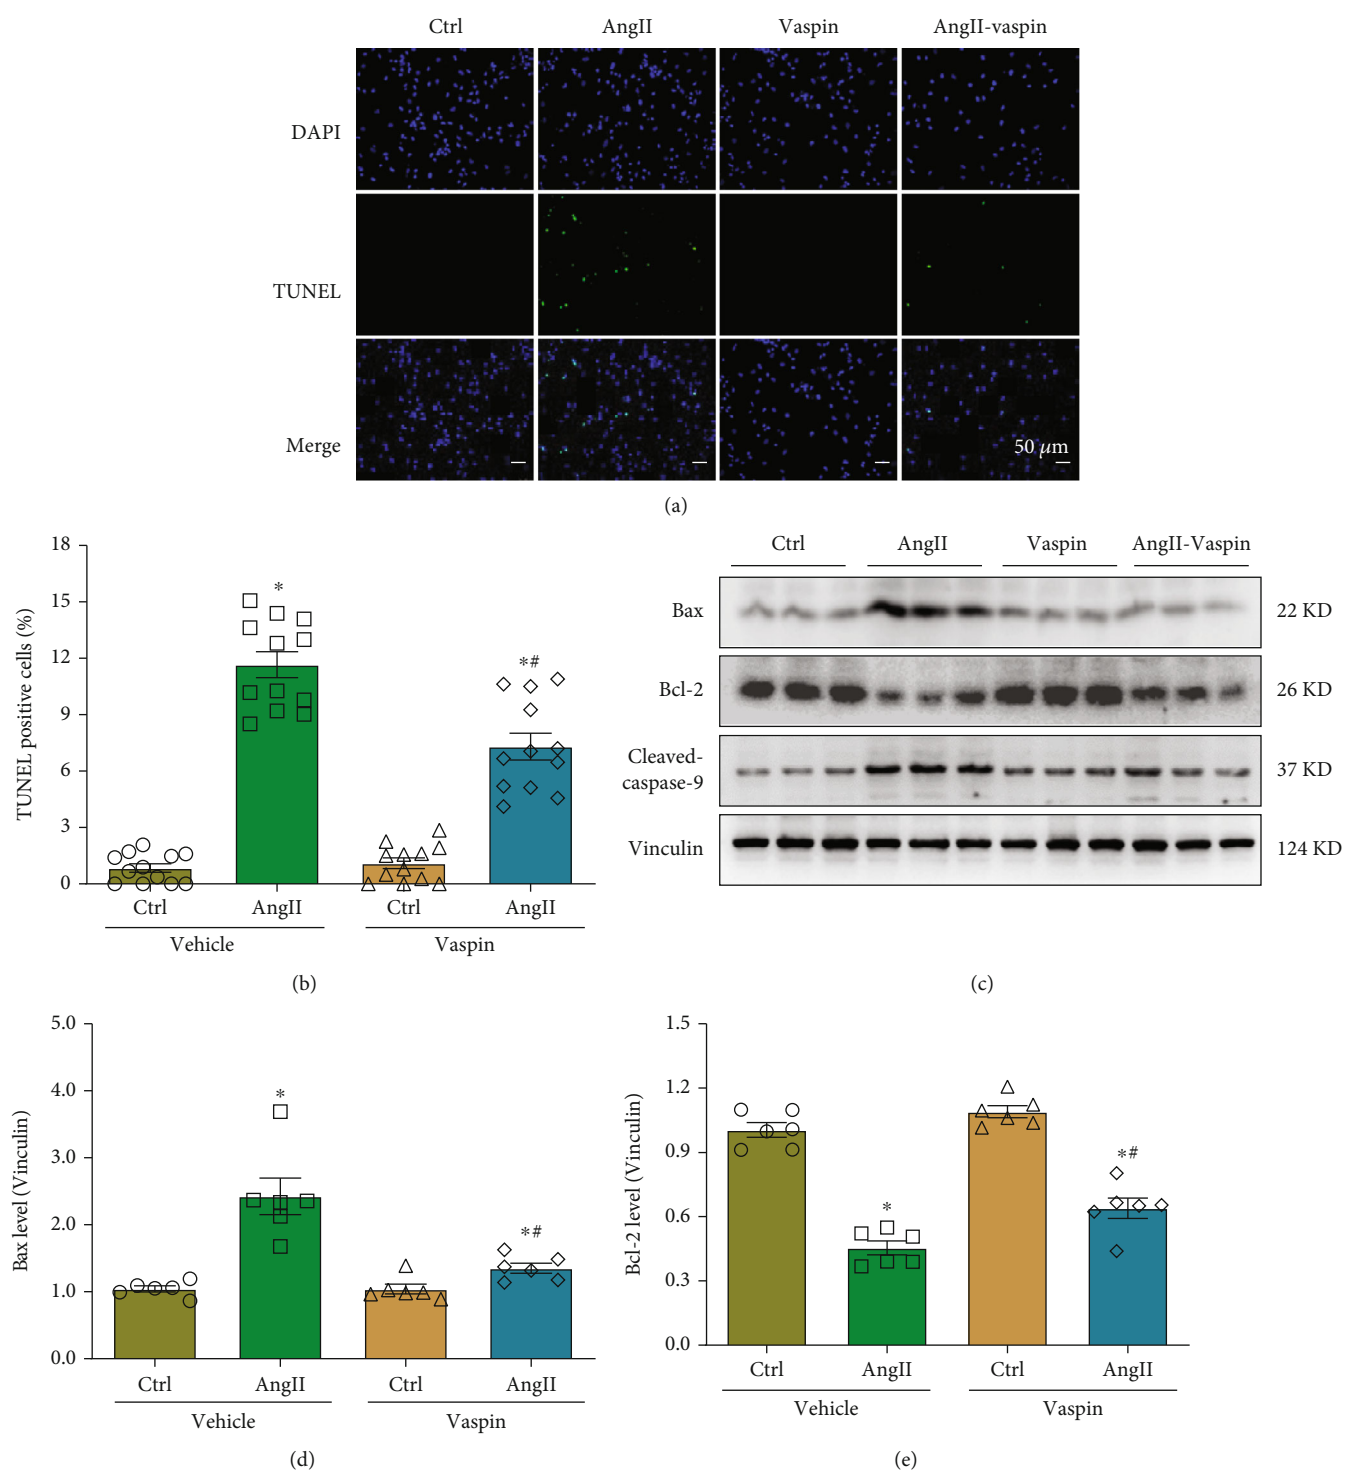 Ctrl AngII Vaspin AngII-vaspin
DAPI
TUNEL
Merge
50 μm
(a)
18
15
12
9
6
3
0
TUNEL positive cells (%)
*
*#
Ctrl AngII Ctrl AngII
Vehicle Vaspin
(b)
Ctrl AngII Vaspin AngII-Vaspin
Bax 22 KD
Bcl-2 26 KD
Cleaved-
caspase-9 37 KD
Vinculin 124 KD
(c)
5.0
4.0
3.0
2.0
1.0
0.0
Bax level (Vinculin)
*
*#
Ctrl AngII Ctrl AngII
Vehicle Vaspin
(d)
1.5
1.2
0.9
0.6
0.3
0.0
Bcl-2 level (Vinculin)
*
*#
Ctrl AngII Ctrl AngII
Vehicle Vaspin
(e)